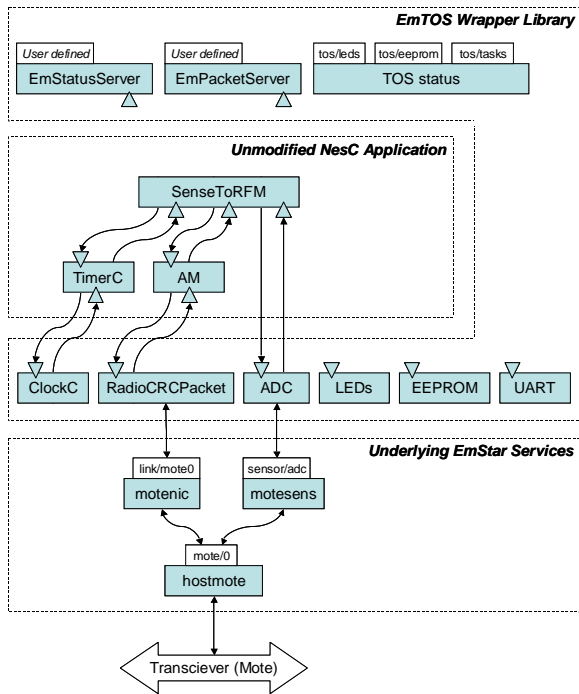 EmTOS Wrapper Library
User defined
User defined
tos/leds
tos/eeprom
tos/tasks
EmStatusServer
EmPacketServer
TOS status
Unmodified NesC Application
SenseToRFM
TimerC
AM
ClockC
RadioCRCPacket
ADC
LEDs
EEPROM
UART
Underlying EmStar Services
link/mote0
sensor/adc
motenic
motesens
mote/0
hostmote
Transciever (Mote)